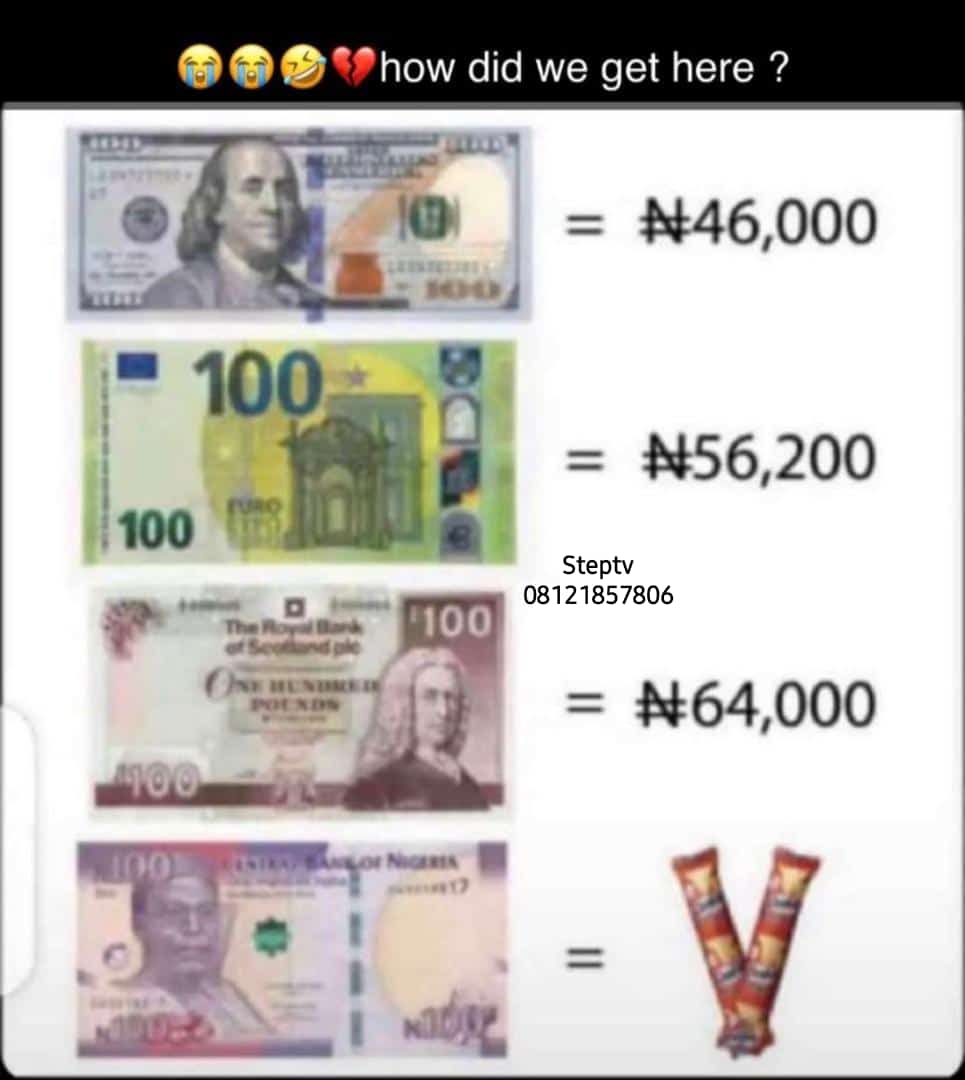 😭😭🤣💔how did we get here ?
100
= ₦46,000
100
EURO
100
= ₦56,200
Steptv
08121857806
The Royal Bank
of Scotland plc
£100
ONE HUNDRED
POUNDS
£100
= ₦64,000
100
CENTRAL BANK OF NIGERIA
=